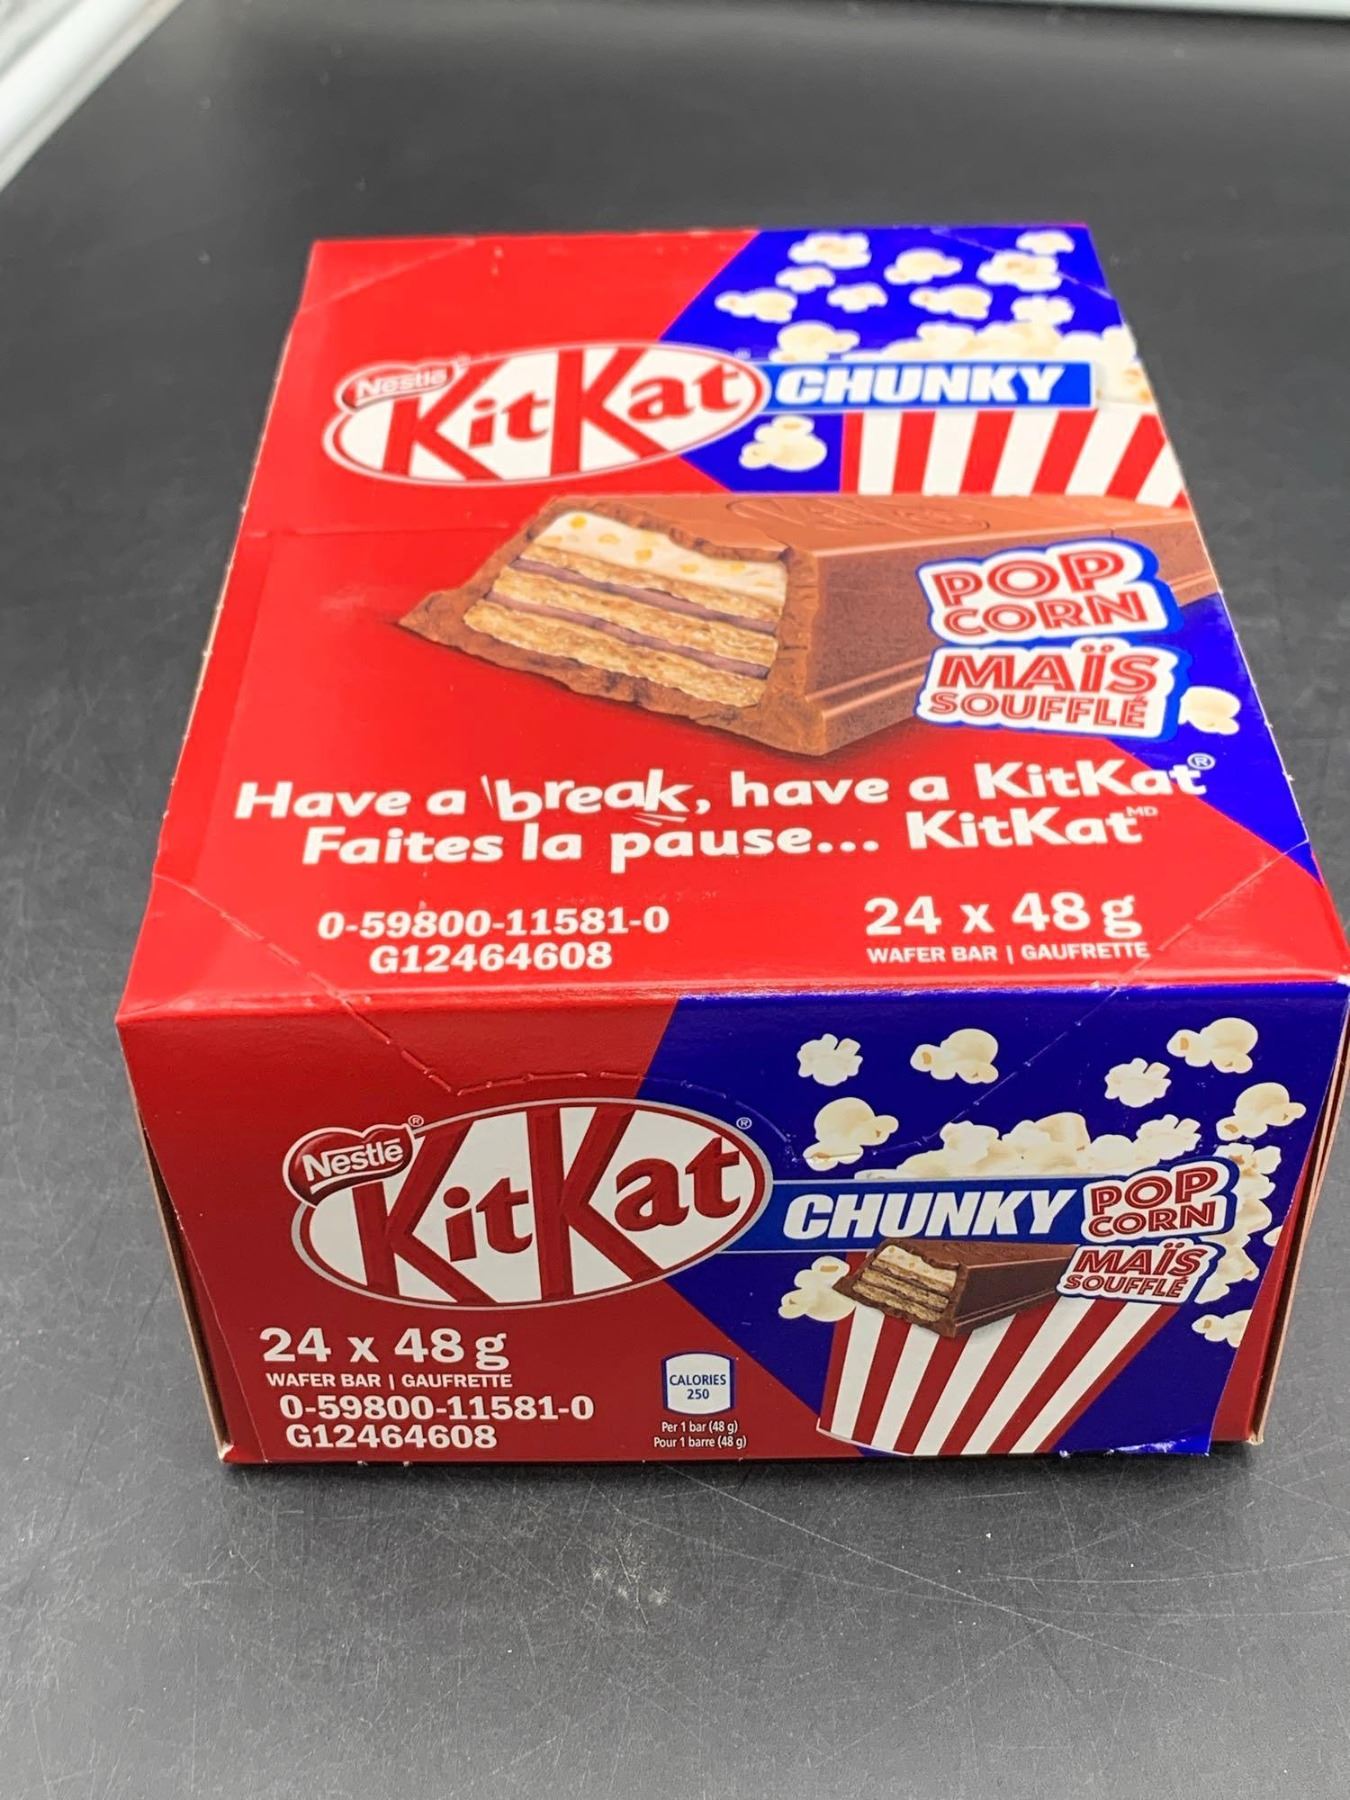 Nestlé
KitKat
CHUNKY
POP
CORN
MAÏS
SOUFFLÉ
Have a break, have a KitKat®
Faites la pause... KitKat MD
0-59800-11581-0
G12464608
24 x 48 g
WAFER BAR | GAUFRETTE
Nestlé ®
KitKat ®
CHUNKY
POP
CORN
MAÏS
SOUFFLÉ
24 x 48 g
WAFER BAR | GAUFRETTE
0-59800-11581-0
G12464608
CALORIES
250
Per 1 bar (48 g)
Pour 1 barre (48 g)